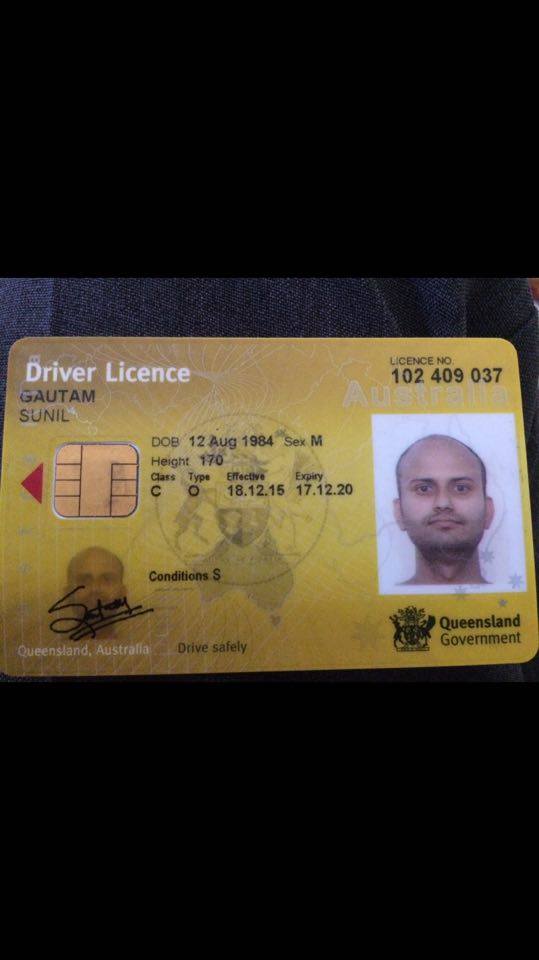 Driver Licence
GAUTAM
SUNIL
LICENCE NO.
102 409 037
Australia
DOB 12 Aug 1984 Sex M
Height 170
Class Type Effective Expiry
C O 18.12.15 17.12.20
Conditions S
Queensland, Australia
Drive safely
Queensland
Government